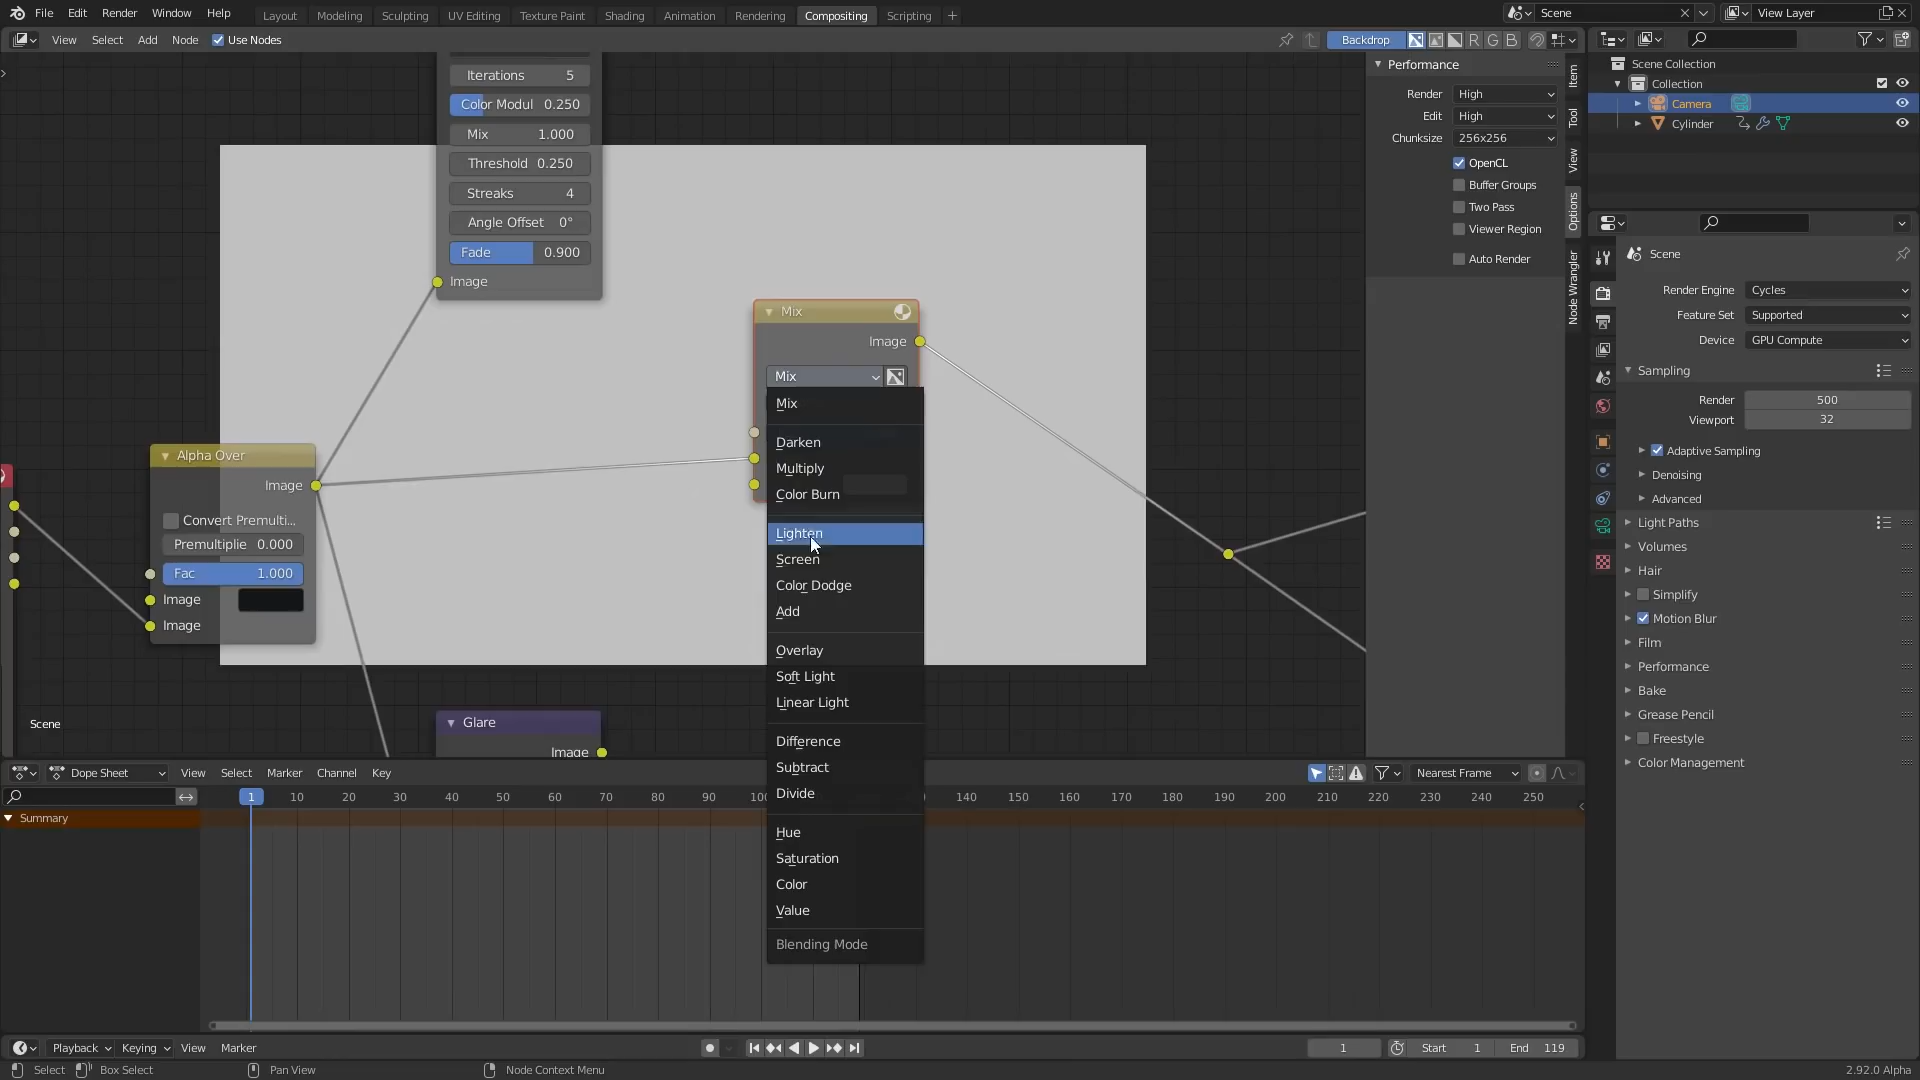 File Edit Render Window Help Layout Modeling Sculpting UV Editing Texture Paint Shading Animation Rendering Compositing Scripting + Scene View Layer
View Select Add Node Use Nodes Backdrop R G B
Iterations 5
Color Modul 0.250
Mix 1.000
Threshold 0.250
Streaks 4
Angle Offset 0°
Fade 0.900
Image
Mix
Image
Mix
Mix
Darken
Multiply
Color Burn
Lighten
Screen
Color Dodge
Add
Overlay
Soft Light
Linear Light
Difference
Subtract
Divide
Hue
Saturation
Color
Value
Blending Mode
Alpha Over
Image
Convert Premulti...
Premultiplie 0.000
Fac 1.000
Image
Image
Scene
Glare
Image
Performance
Render High
Edit High
Chunksize 256x256
OpenCL
Buffer Groups
Two Pass
Viewer Region
Auto Render
Item
Tool
View
Options
Node Wrangler
Scene Collection
Collection
Camera
Cylinder
Scene
Render Engine Cycles
Feature Set Supported
Device GPU Compute
Sampling
Render 500
Viewport 32
Adaptive Sampling
Denoising
Advanced
Light Paths
Volumes
Hair
Simplify
Motion Blur
Film
Performance
Bake
Grease Pencil
Freestyle
Color Management
Dope Sheet View Select Marker Channel Key Nearest Frame
1 10 20 30 40 50 60 70 80 90 140 150 160 170 180 190 200 210 220 230 240 250
Summary
Playback Keying View Marker 1 Start 1 End 119
Select Box Select Pan View Node Context Menu 2.92.0 Alpha